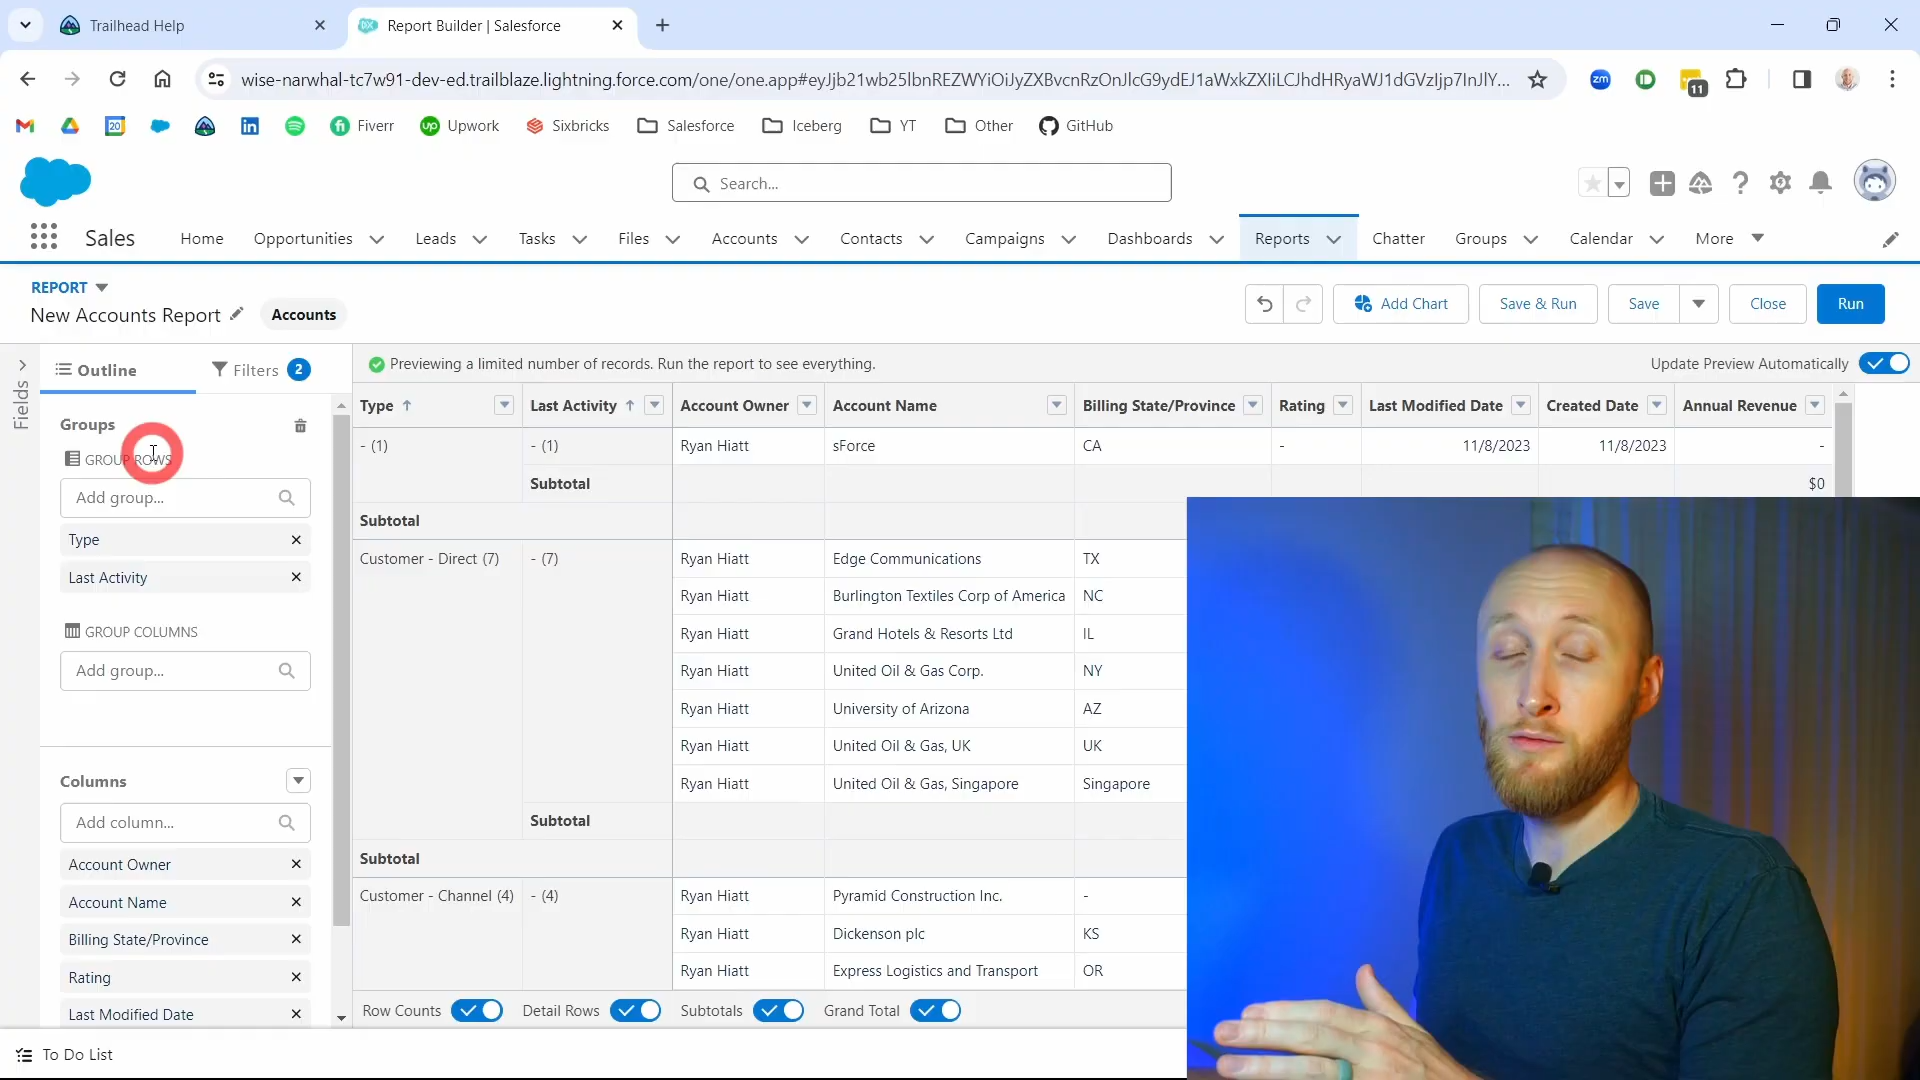 Trailhead Help
Report Builder | Salesforce
wise-narwhal-tc7w91-dev-ed.trailblaze.lightning.force.com/one/one.app#eyJjb21wb25lbnREZWYiOiJyZXBvcnRzOnJlcG9ydEJ1aWxkZXIiLCJhdHRyaWJ1dGVzIjp7InJlY...
zm
11
20
Fiverr
up
Upwork
Sixbricks
Salesforce
Iceberg
YT
Other
GitHub
Search...
Sales
Home
Opportunities
Leads
Tasks
Files
Accounts
Contacts
Campaigns
Dashboards
Reports
Chatter
Groups
Calendar
More
REPORT
New Accounts Report
Accounts
Add Chart
Save & Run
Save
Close
Run
Fields
Outline
Filters 2
Previewing a limited number of records. Run the report to see everything.
Update Preview Automatically
Groups
GROUP ROWS
Add group...
Type
Last Activity
GROUP COLUMNS
Add group...
Columns
Add column...
Account Owner
Account Name
Billing State/Province
Rating
Last Modified Date
Type Last Activity Account Owner Account Name Billing State/Province Rating Last Modified Date Created Date Annual Revenue
- (1) - (1) Ryan Hiatt sForce CA - 11/8/2023 11/8/2023 -
Subtotal $0
Subtotal
Customer - Direct (7) - (7) Ryan Hiatt Edge Communications TX
Ryan Hiatt Burlington Textiles Corp of America NC
Ryan Hiatt Grand Hotels & Resorts Ltd IL
Ryan Hiatt United Oil & Gas Corp. NY
Ryan Hiatt University of Arizona AZ
Ryan Hiatt United Oil & Gas, UK UK
Ryan Hiatt United Oil & Gas, Singapore Singapore
Subtotal
Subtotal
Customer - Channel (4) - (4) Ryan Hiatt Pyramid Construction Inc. -
Ryan Hiatt Dickenson plc KS
Ryan Hiatt Express Logistics and Transport OR
Row Counts
Detail Rows
Subtotals
Grand Total
To Do List